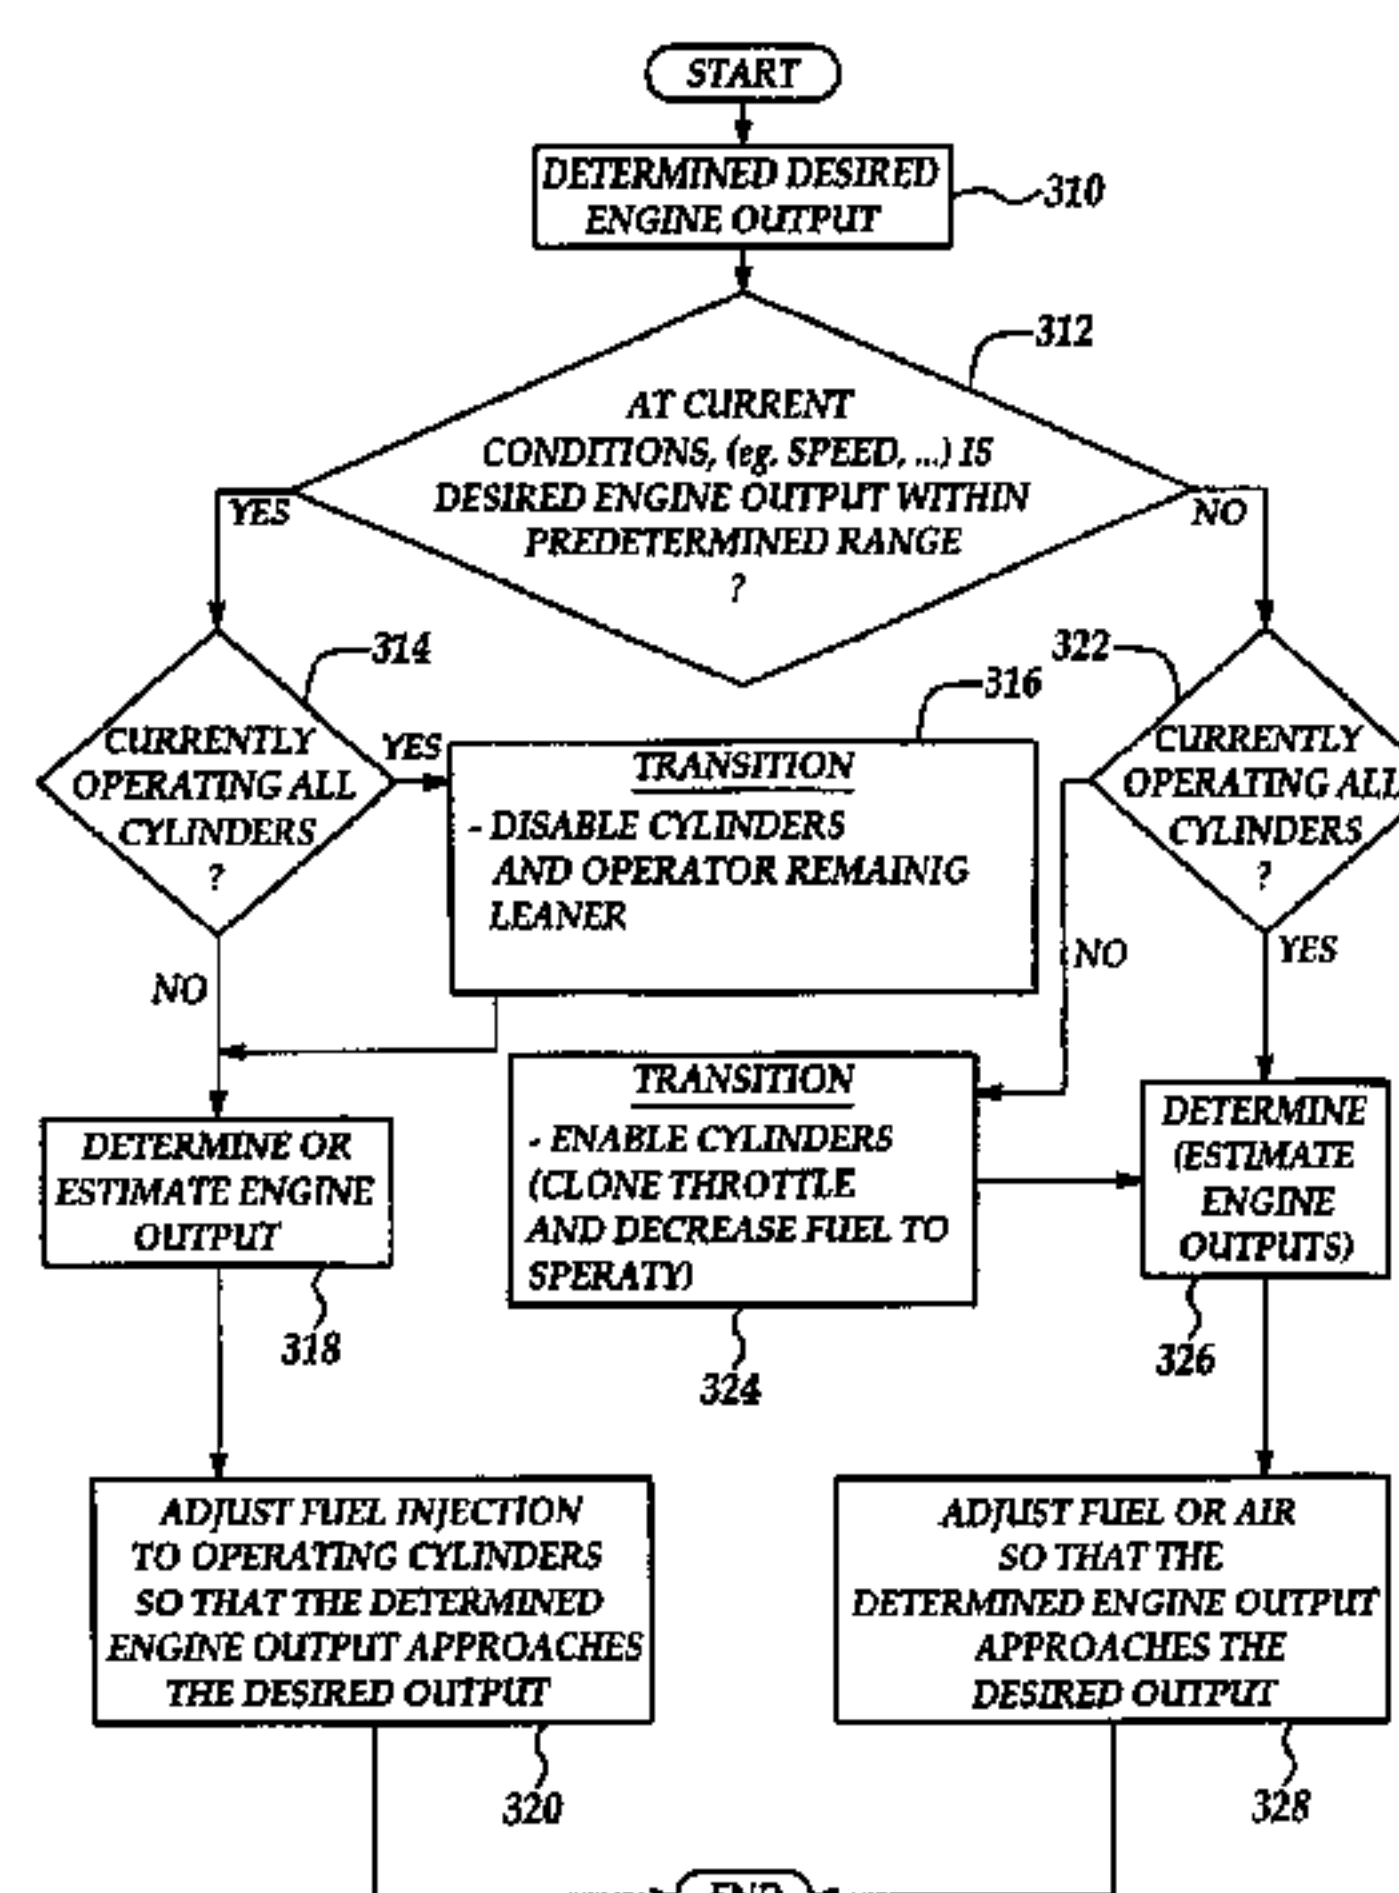 START
DETERMINED DESIRED
ENGINE OUTPUT
310
312
AT CURRENT
CONDITIONS, (eg. SPEED, ...) IS
DESIRED ENGINE OUTPUT WITHIN
PREDETERMINED RANGE
?
YES
NO
314
CURRENTLY
OPERATING ALL
CYLINDERS
?
YES
NO
316
TRANSITION
- DISABLE CYLINDERS
AND OPERATOR REMAINIG
LEANER
322
CURRENTLY
OPERATING ALL
CYLINDERS
?
NO
YES
TRANSITION
- ENABLE CYLINDERS
(CLONE THROTTLE
AND DECREASE FUEL TO
SPERATY)
324
DETERMINE OR
ESTIMATE ENGINE
OUTPUT
318
DETERMINE
(ESTIMATE
ENGINE
OUTPUTS)
326
ADJUST FUEL INJECTION
TO OPERATING CYLINDERS
SO THAT THE DETERMINED
ENGINE OUTPUT APPROACHES
THE DESIRED OUTPUT
320
ADJUST FUEL OR AIR
SO THAT THE
DETERMINED ENGINE OUTPUT
APPROACHES THE
DESIRED OUTPUT
328
END